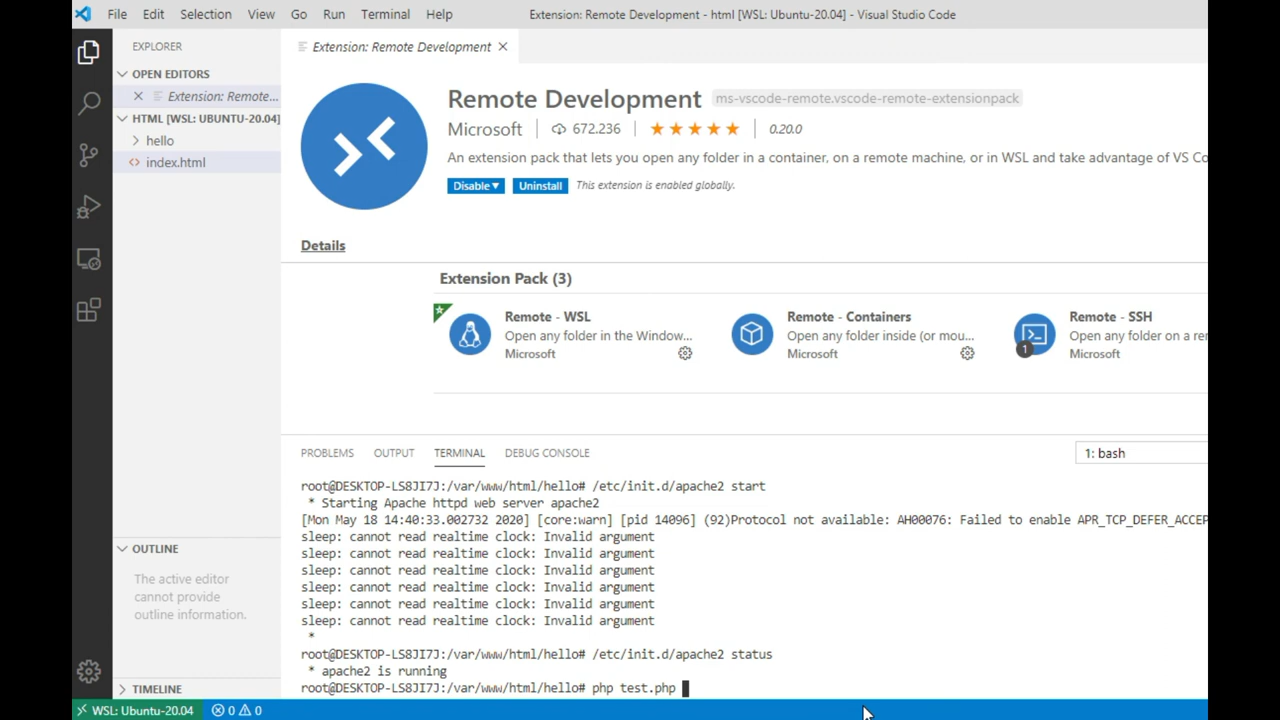 File Edit Selection View Go Run Terminal Help Extension: Remote Development - html [WSL: Ubuntu-20.04] - Visual Studio Code
EXPLORER
OPEN EDITORS
Extension: Remote...
HTML [WSL: UBUNTU-20.04]
hello
index.html
Extension: Remote Development
Remote Development ms-vscode-remote.vscode-remote-extensionpack
Microsoft 672.236 0.20.0
An extension pack that lets you open any folder in a container, on a remote machine, or in WSL and take advantage of VS Co
Disable Uninstall This extension is enabled globally.
Details
Extension Pack (3)
Remote - WSL
Open any folder in the Window...
Microsoft
Remote - Containers
Open any folder inside (or mou...
Microsoft
Remote - SSH
Open any folder on a rem
Microsoft
1
PROBLEMS OUTPUT TERMINAL DEBUG CONSOLE 1: bash
root@DESKTOP-LS8JI7J:/var/www/html/hello# /etc/init.d/apache2 start
* Starting Apache httpd web server apache2
[Mon May 18 14:40:33.002732 2020] [core:warn] [pid 14096] (92)Protocol not available: AH00076: Failed to enable APR_TCP_DEFER_ACCEP
sleep: cannot read realtime clock: Invalid argument
sleep: cannot read realtime clock: Invalid argument
sleep: cannot read realtime clock: Invalid argument
sleep: cannot read realtime clock: Invalid argument
sleep: cannot read realtime clock: Invalid argument
sleep: cannot read realtime clock: Invalid argument
*
root@DESKTOP-LS8JI7J:/var/www/html/hello# /etc/init.d/apache2 status
* apache2 is running
root@DESKTOP-LS8JI7J:/var/www/html/hello# php test.php
OUTLINE
The active editor
cannot provide
outline information.
TIMELINE
WSL: Ubuntu-20.04 0 0